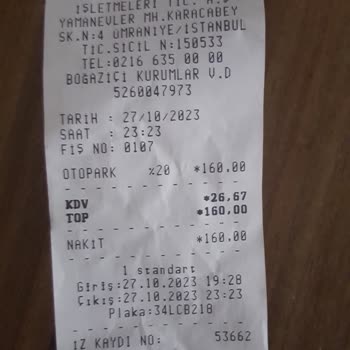 İŞLETMELERİ TİC. A.Ş
YAMANEVLER MH.KARACABEY
SK.N:4 ÜMRANİYE/İSTANBUL
TİC.SİCİL N:150533
TEL:0216 635 00 00
BOĞAZİÇİ KURUMLAR V.D
5260047973
TARİH : 27/10/2023
SAAT : 23:23
FİŞ NO: 0107
OTOPARK %20 *160.00
KDV *26,67
TOP *160,00
NAKİT *160.00
1 standart
Giriş:27.10.2023 19:28
Çıkış:27.10.2023 23:23
Plaka:34LCB218
İZ KAYDI NO: 53662